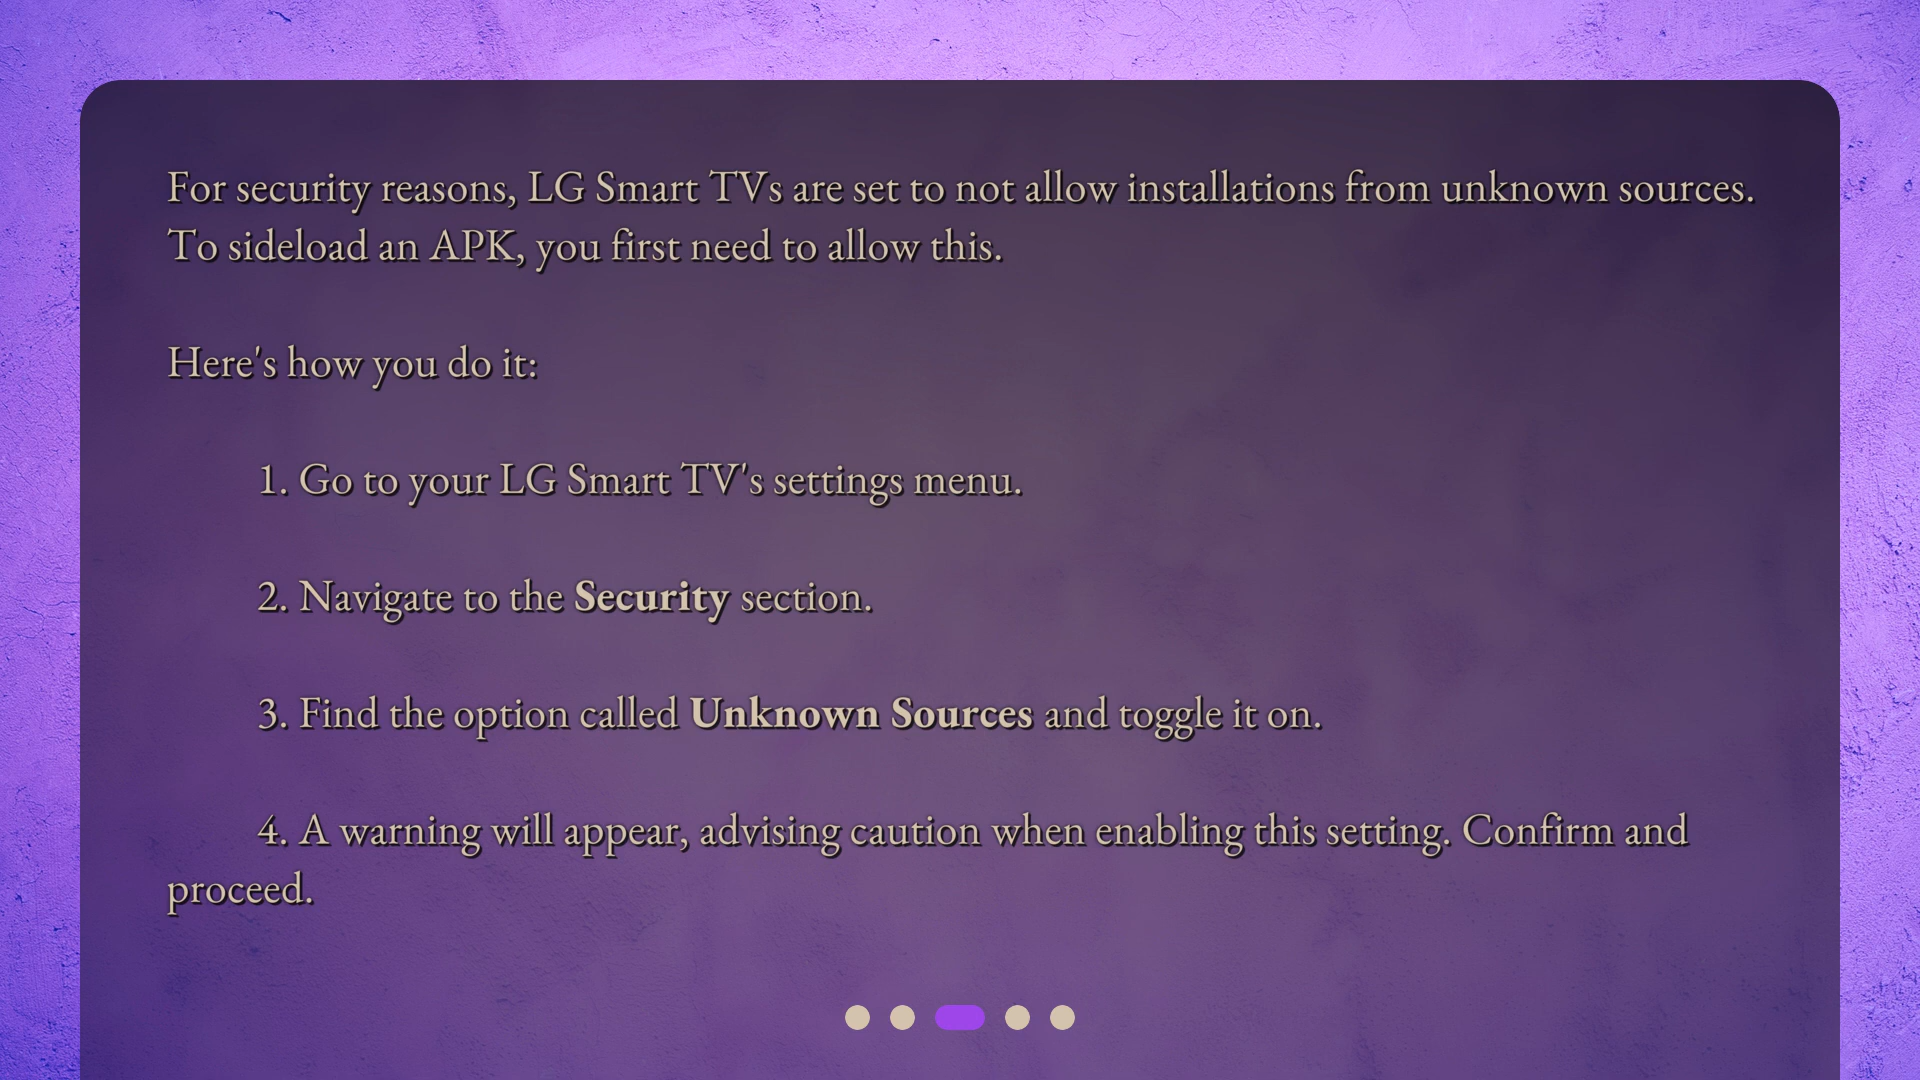 For security reasons, LG Smart TVs are set to not allow installations from unknown sources.
To sideload an APK, you first need to allow this.
Here's how you do it:
1. Go to your LG Smart TV's settings menu.
2. Navigate to the Security section.
3. Find the option called Unknown Sources and toggle it on.
4. A warning will appear, advising caution when enabling this setting. Confirm and
proceed.